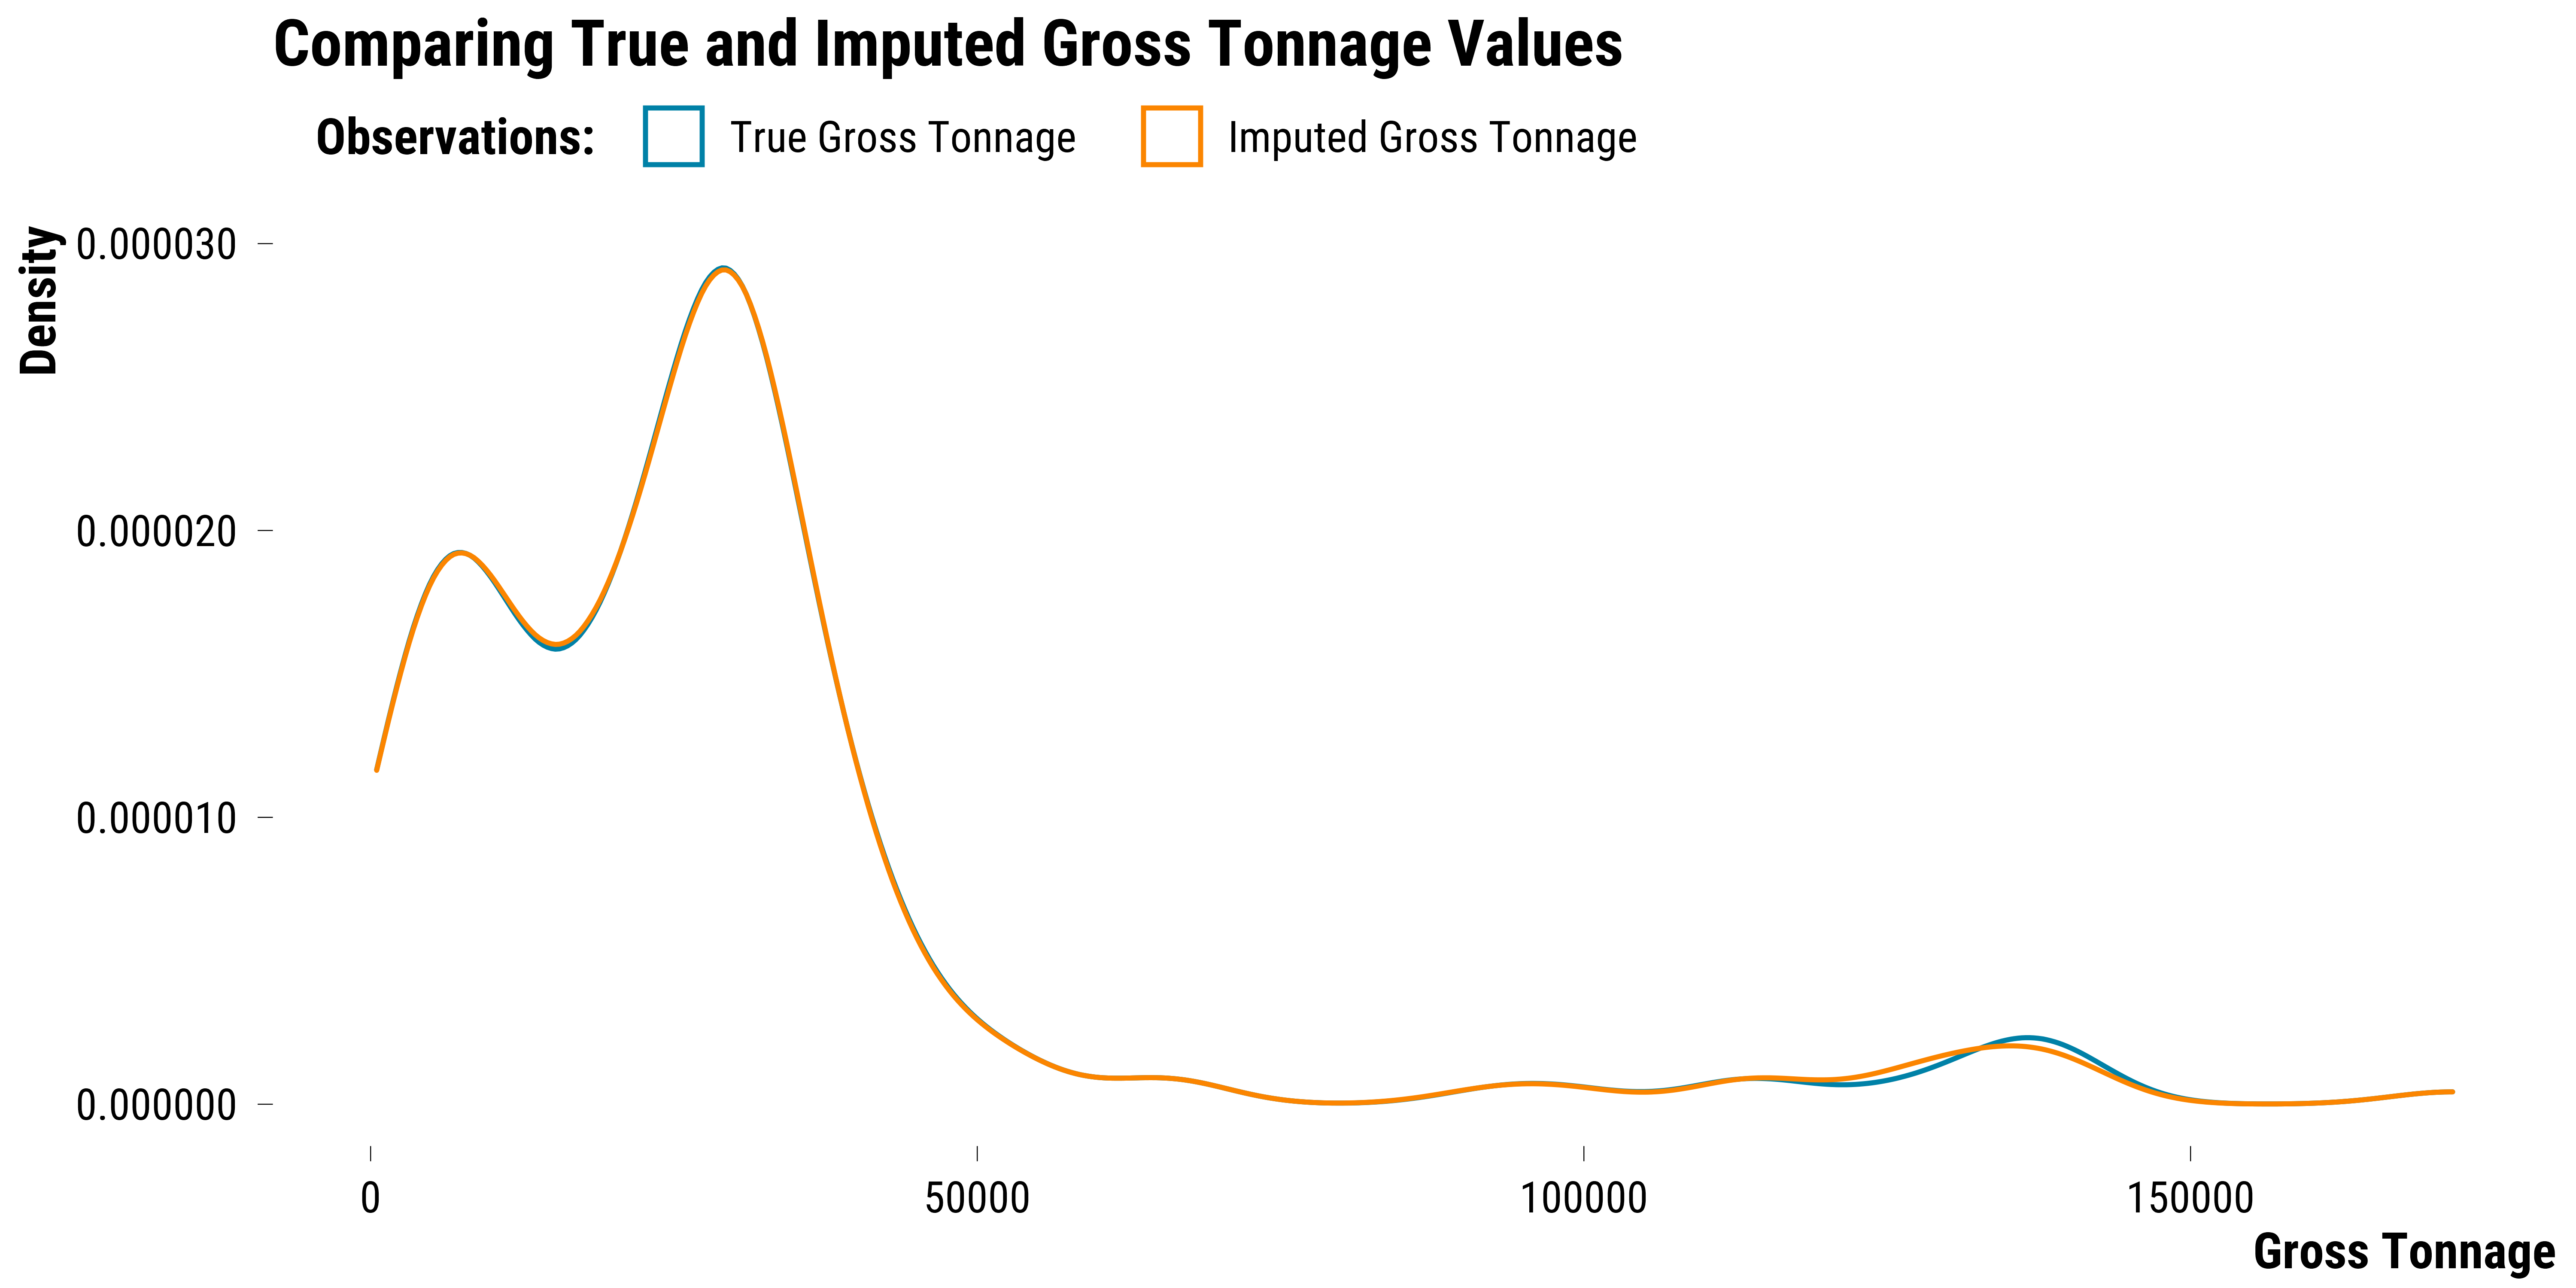 Comparing True and Imputed Gross Tonnage Values
Observations: True Gross Tonnage Imputed Gross Tonnage
Density
0.000030
0.000020
0.000010
0.000000
0 50000 100000 150000
Gross Tonnage